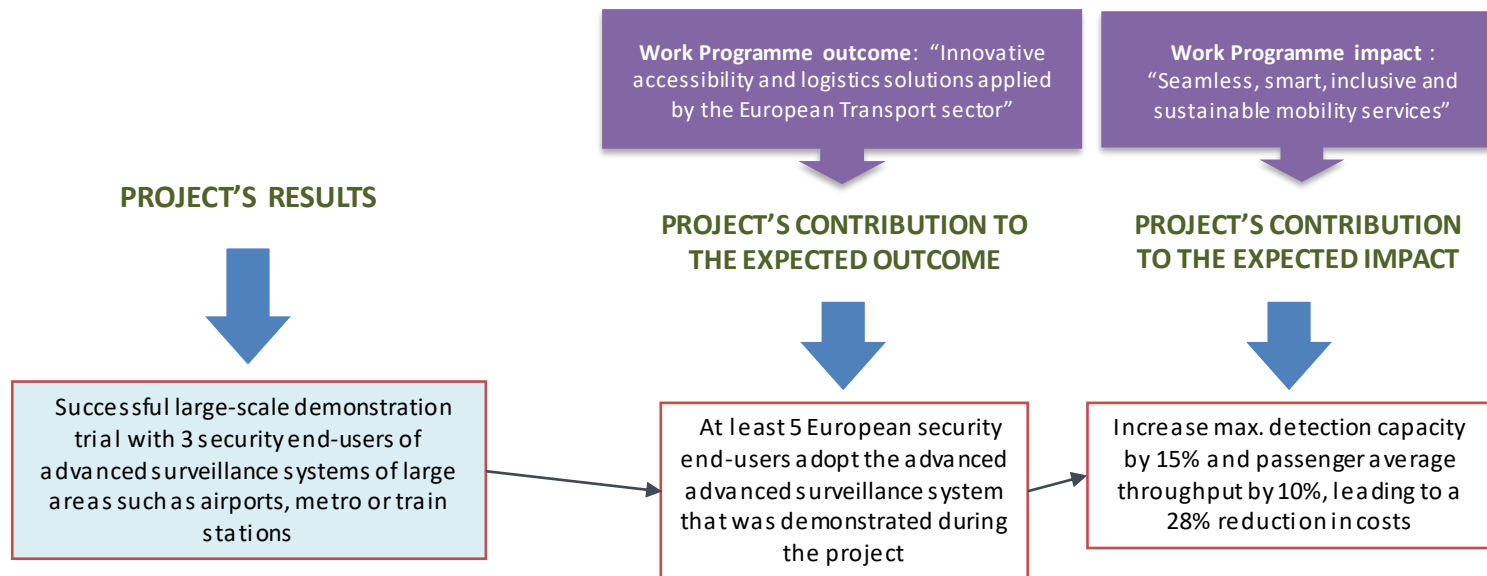 Work Programme outcome: “Innovative
accessibility and logistics solutions applied
by the European Transport sector”
Work Programme impact :
“Seamless, smart, inclusive and
sustainable mobility services”
PROJECT’S RESULTS
PROJECT’S CONTRIBUTION TO
THE EXPECTED OUTCOME
PROJECT’S CONTRIBUTION
TO THE EXPECTED IMPACT
Successful large-scale demonstration
trial with 3 security end-users of
advanced surveillance systems of large
areas such as airports, metro or train
stations
At least 5 European security
end-users adopt the advanced
advanced surveillance system
that was demonstrated during
the project
Increase max. detection capacity
by 15% and passenger average
throughput by 10%, leading to a
28% reduction in costs